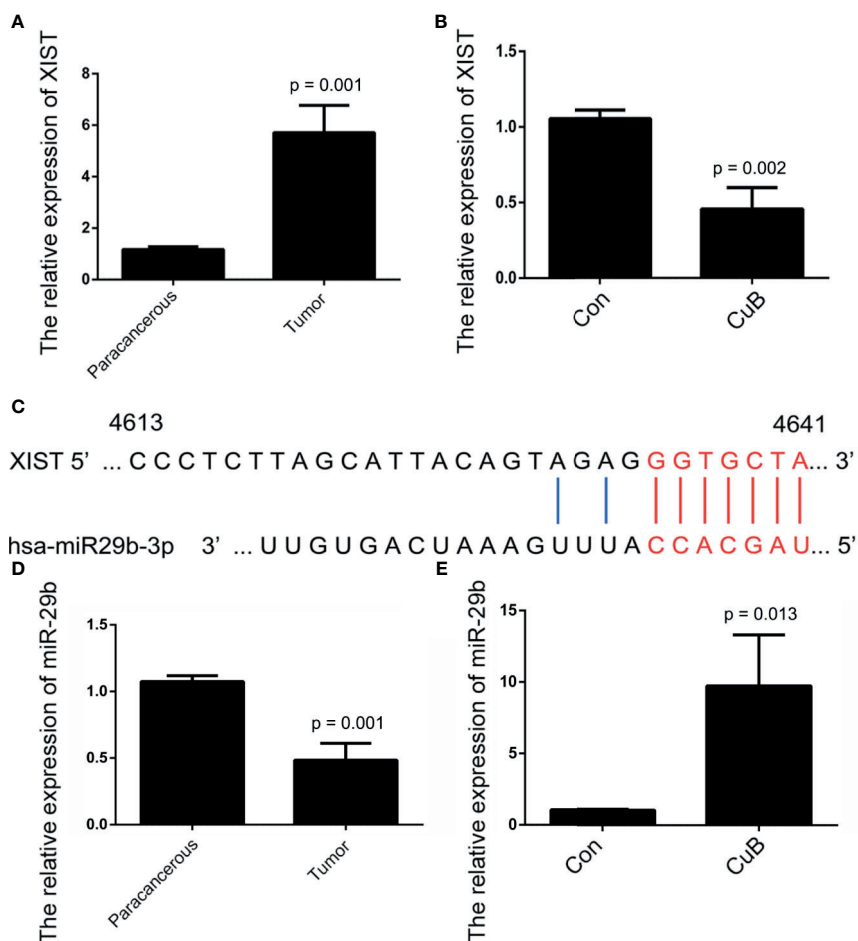 A
The relative expression of XIST
8
6
4
2
0
p = 0.001
Paracancerous
Tumor
B
The relative expression of XIST
1.5
1.0
0.5
0.0
p = 0.002
Con
CuB
C
4613 4641
XIST 5' ... C C C T C T T A G C A T T A C A G T A G A G G G T G C T A ... 3'
hsa-miR29b-3p 3' ... U U G U G A C U A A A G U U U A C C A C G A U ... 5'
D
The relative expression of miR-29b
1.5
1.0
0.5
0.0
p = 0.001
Paracancerous
Tumor
E
The relative expression of miR-29b
15
10
5
0
p = 0.013
Con
CuB